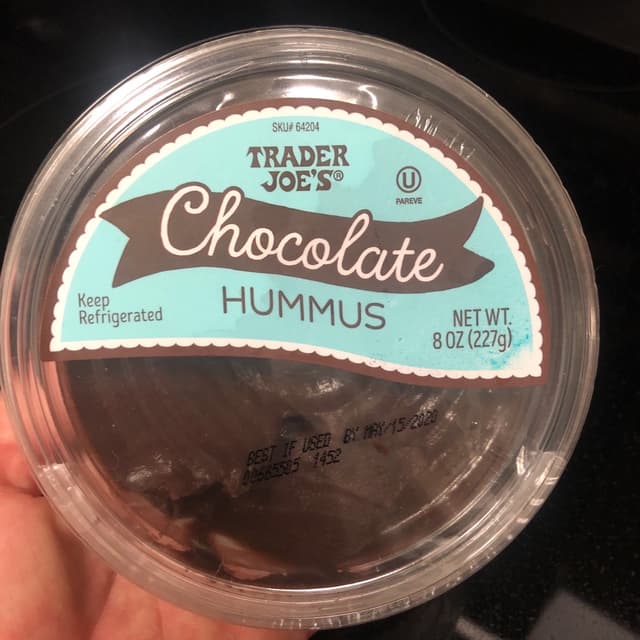 SKU# 64204
TRADER
JOE'S®
U
PAREVE
Chocolate
HUMMUS
Keep
Refrigerated
NET WT.
8 OZ (227g)
BEST IF USED BY MAY/15/2020
1452